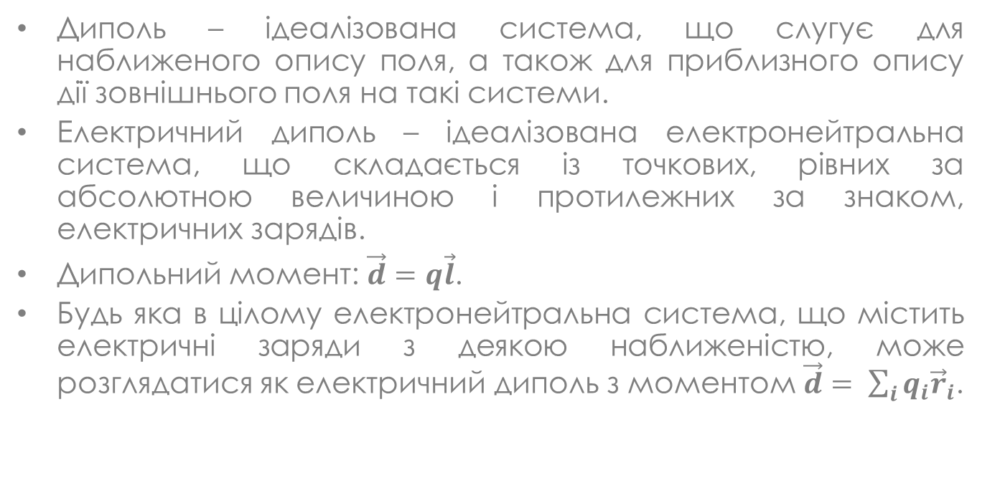 • Диполь – ідеалізована система, що слугує для
наближеного опису поля, а також для приблизного опису
дії зовнішнього поля на такі системи.
• Електричний диполь – ідеалізована електронейтральна
система, що складається із точкових, рівних за
абсолютною величиною і протилежних за знаком,
електричних зарядів.
• Дипольний момент: $\vec{d} = q\vec{l}$.
• Будь яка в цілому електронейтральна система, що містить
електричні заряди з деякою наближеністю, може
розглядатися як електричний диполь з моментом $\vec{d} = \sum_i q_i \vec{r}_i$.